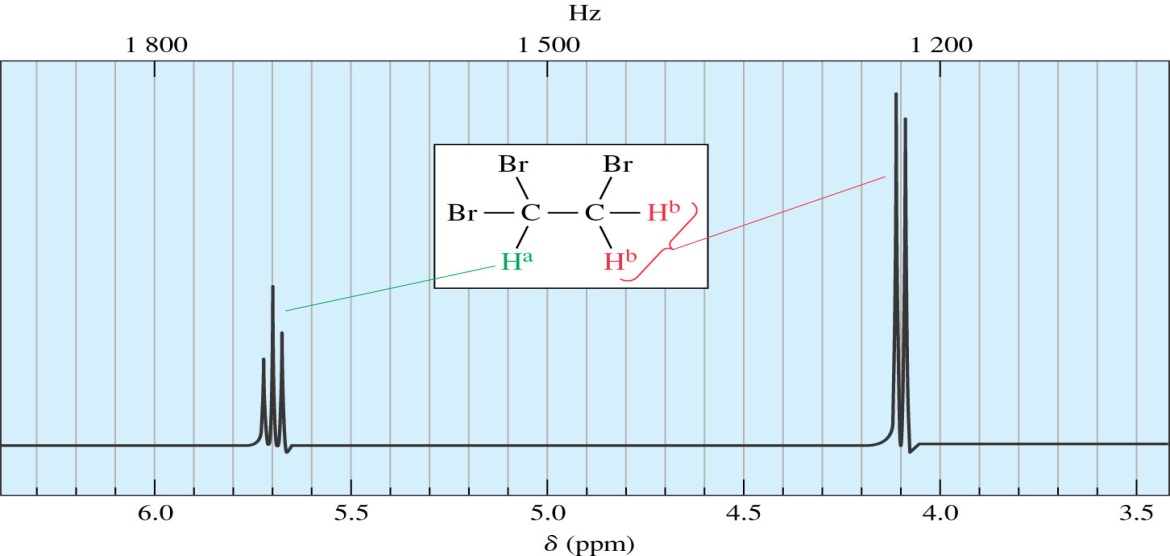 Hz
1 800 1 500 1 200
Br Br
Br — C — C — Hᵇ
Hᵃ Hᵇ
6.0 5.5 5.0 4.5 4.0 3.5
δ (ppm)